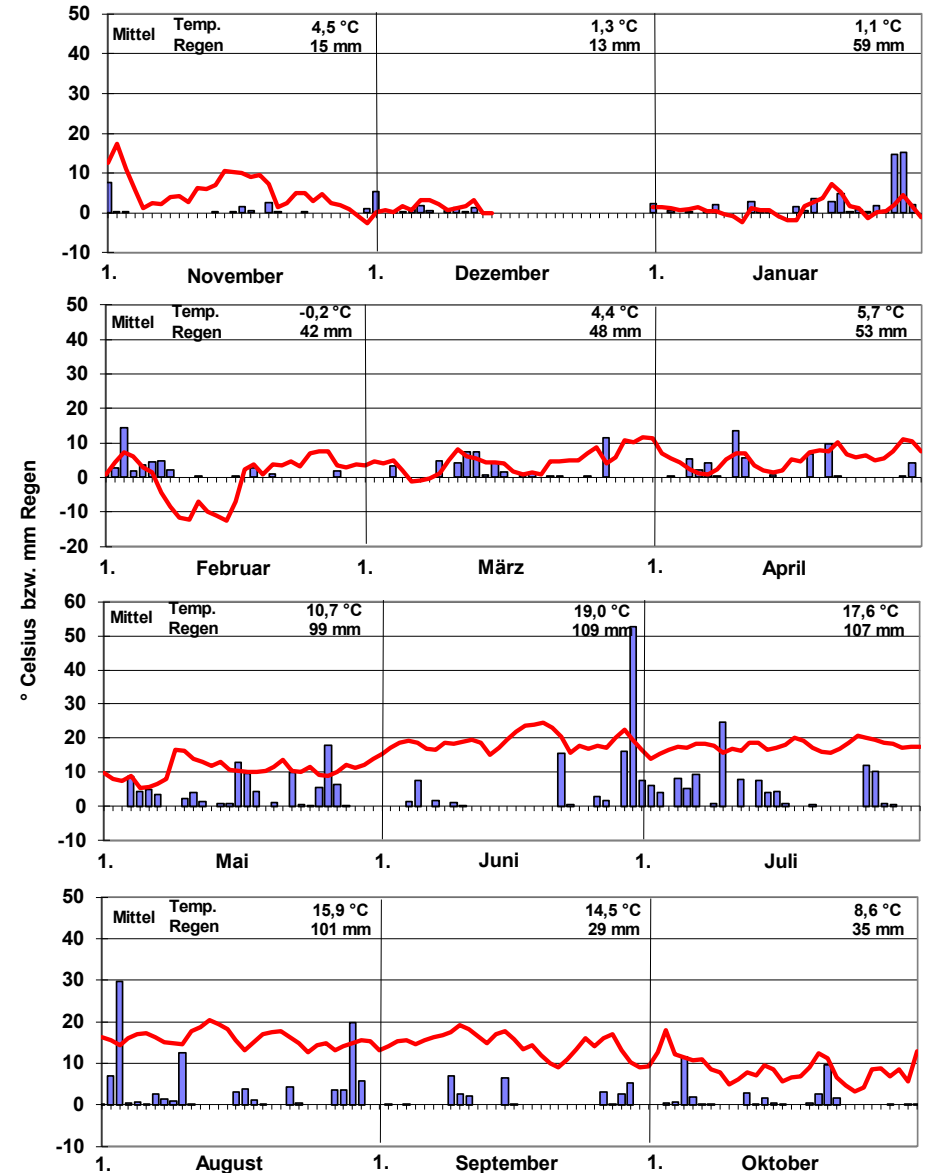 ° Celsius bzw. mm Regen
50
40
30
20
10
0
-10
Mittel Temp. 4,5 °C 1,3 °C 1,1 °C
Regen 15 mm 13 mm 59 mm
1. November 1. Dezember 1. Januar
50
40
30
20
10
0
-10
-20
Mittel Temp. -0,2 °C 4,4 °C 5,7 °C
Regen 42 mm 48 mm 53 mm
1. Februar 1. März 1. April
60
50
40
30
20
10
0
-10
Mittel Temp. 10,7 °C 19,0 °C 17,6 °C
Regen 99 mm 109 mm 107 mm
1. Mai 1. Juni 1. Juli
50
40
30
20
10
0
-10
Mittel Temp. 15,9 °C 14,5 °C 8,6 °C
Regen 101 mm 29 mm 35 mm
1. August 1. September 1. Oktober